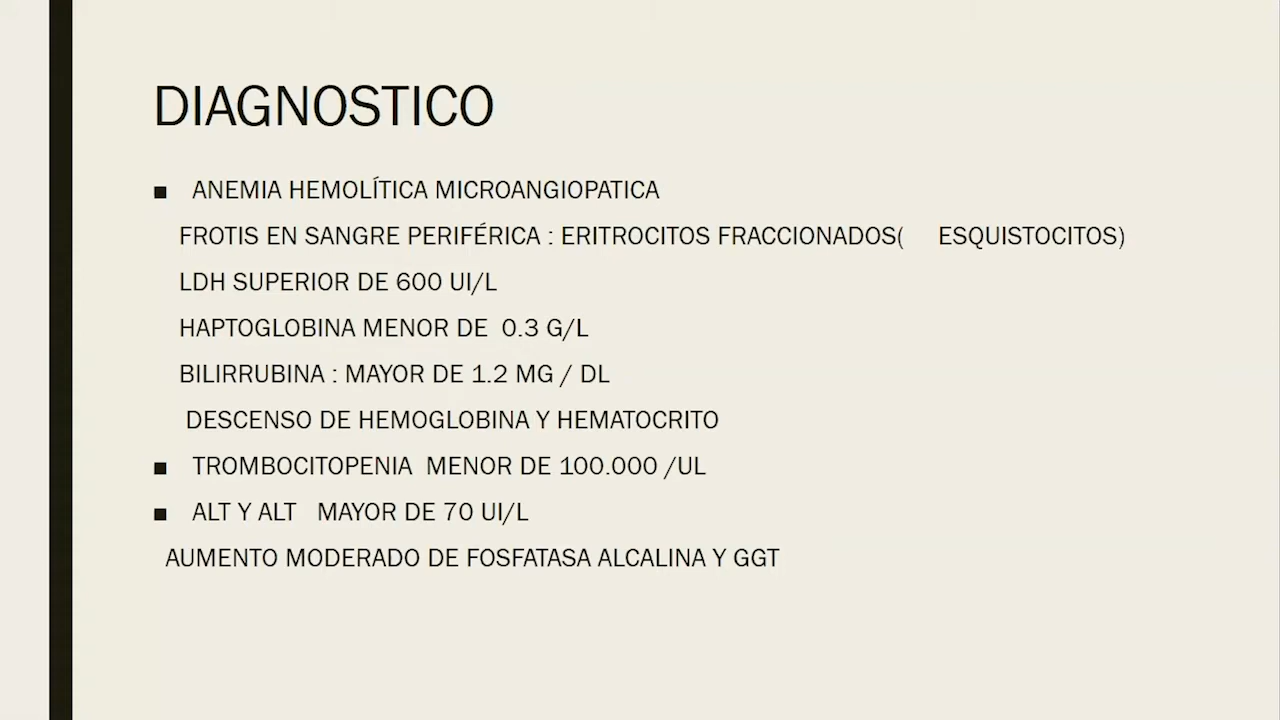 DIAGNOSTICO
■ ANEMIA HEMOLÍTICA MICROANGIOPATICA
FROTIS EN SANGRE PERIFÉRICA : ERITROCITOS FRACCIONADOS( ESQUISTOCITOS)
LDH SUPERIOR DE 600 UI/L
HAPTOGLOBINA MENOR DE 0.3 G/L
BILIRRUBINA : MAYOR DE 1.2 MG / DL
DESCENSO DE HEMOGLOBINA Y HEMATOCRITO
■ TROMBOCITOPENIA MENOR DE 100.000 /UL
■ ALT Y ALT MAYOR DE 70 UI/L
AUMENTO MODERADO DE FOSFATASA ALCALINA Y GGT